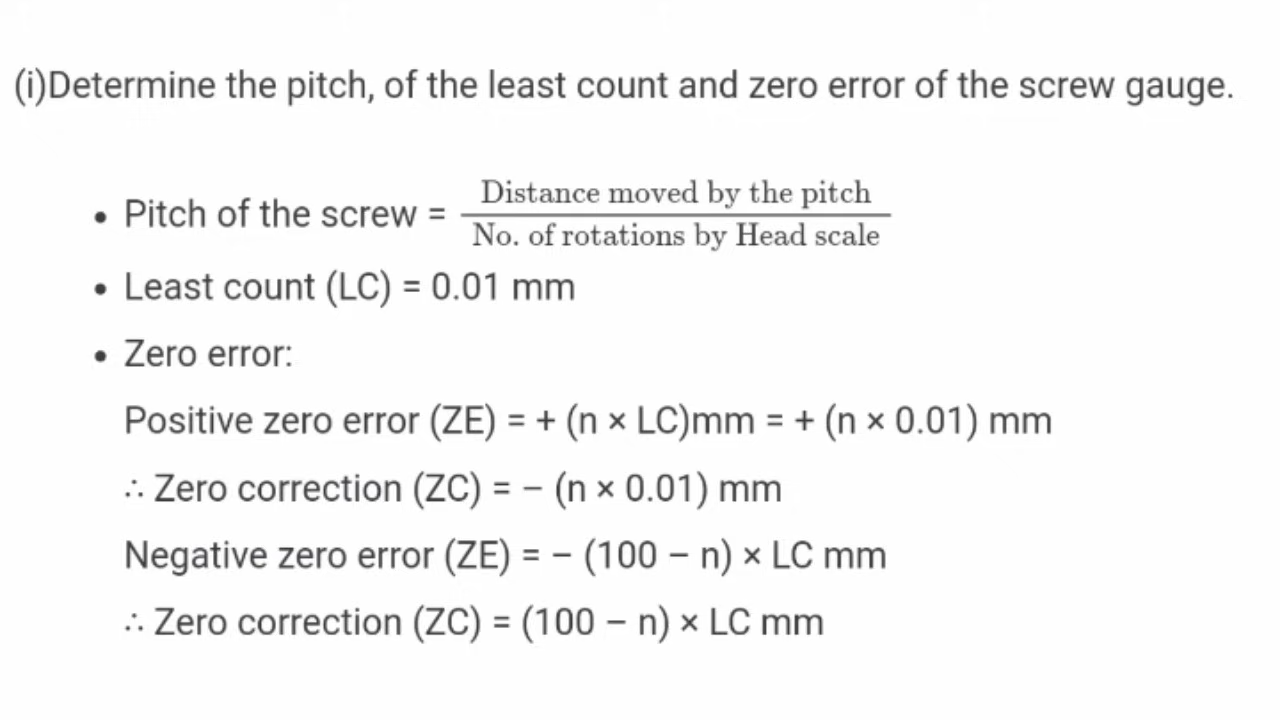 (i)Determine the pitch, of the least count and zero error of the screw gauge.
• Pitch of the screw = Distance moved by the pitch / No. of rotations by Head scale
• Least count (LC) = 0.01 mm
• Zero error:
Positive zero error (ZE) = + (n × LC)mm = + (n × 0.01) mm
∴ Zero correction (ZC) = – (n × 0.01) mm
Negative zero error (ZE) = – (100 – n) × LC mm
∴ Zero correction (ZC) = (100 – n) × LC mm